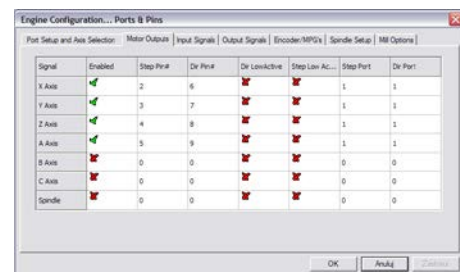 Engine Configuration... Ports & Pins
Port Setup and Axis Selection Motor Outputs Input Signals Output Signals Encoder/MPG's Spindle Setup Mill Options
Signal Enabled Step Pin# Dir Pin# Dir LowActive Step Low Ac... Step Port Dir Port
X Axis 2 6 1 1
Y Axis 3 7 1 1
Z Axis 4 8 1 1
A Axis 5 9 1 1
B Axis 0 0 0 0
C Axis 0 0 0 0
Spindle 0 0 0 0
OK Anuluj Zastosuj